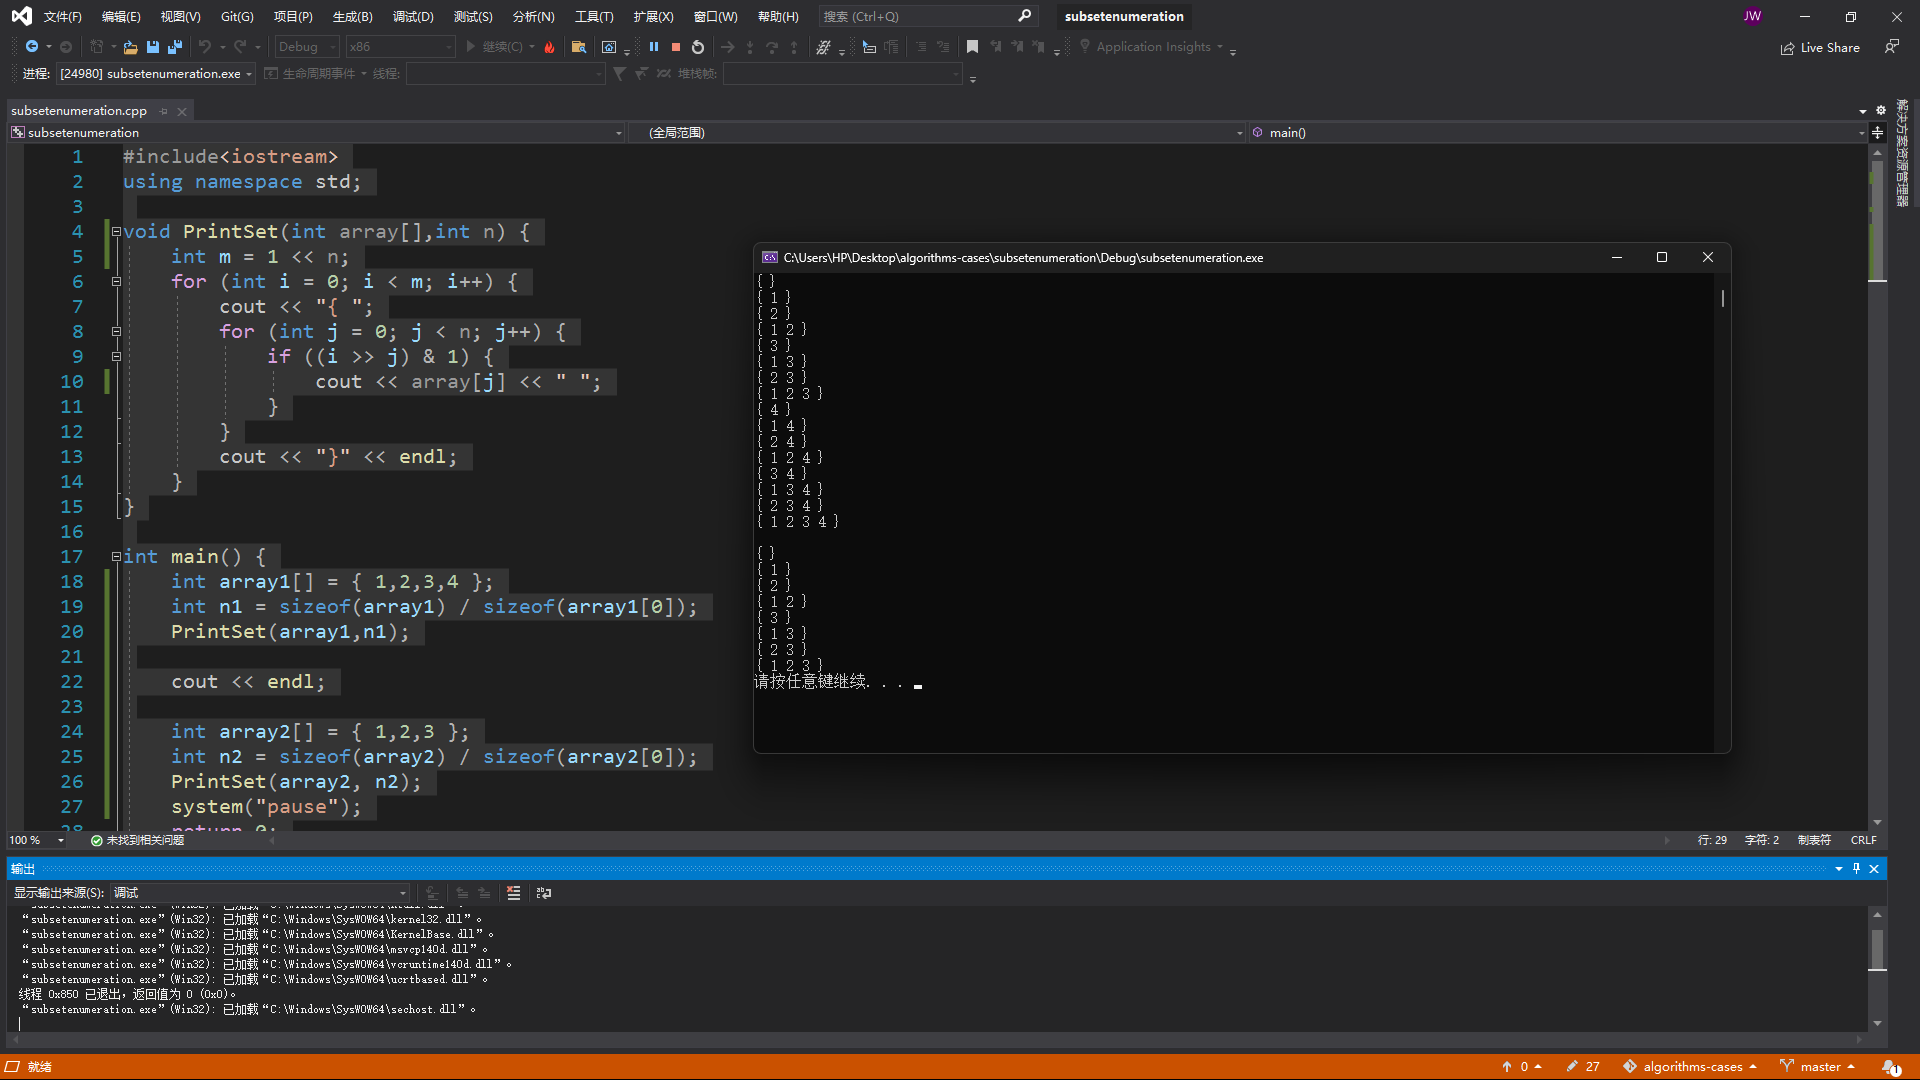 文件(F) 编辑(E) 视图(V) Git(G) 项目(P) 生成(B) 调试(D) 测试(S) 分析(N) 工具(T) 扩展(X) 窗口(W) 帮助(H) 搜索 (Ctrl+Q) subsetenumeration JW
Debug x86 继续(C) Application Insights Live Share
进程: [24980] subsetenumeration.exe 生命周期事件 线程: 堆栈帧:
subsetenumeration.cpp
subsetenumeration (全局范围) main()
解决方案资源管理器
1 #include<iostream>
2 using namespace std;
3
4 void PrintSet(int array[],int n) {
5 int m = 1 << n;
6 for (int i = 0; i < m; i++) {
7 cout << "{ ";
8 for (int j = 0; j < n; j++) {
9 if ((i >> j) & 1) {
10 cout << array[j] << " ";
11 }
12 }
13 cout << "}" << endl;
14 }
15 }
16
17 int main() {
18 int array1[] = { 1,2,3,4 };
19 int n1 = sizeof(array1) / sizeof(array1[0]);
20 PrintSet(array1,n1);
21
22 cout << endl;
23
24 int array2[] = { 1,2,3 };
25 int n2 = sizeof(array2) / sizeof(array2[0]);
26 PrintSet(array2, n2);
27 system("pause");
28 return 0;
C:\Users\HP\Desktop\algorithms-cases\subsetenumeration\Debug\subsetenumeration.exe
{ }
{ 1 }
{ 2 }
{ 1 2 }
{ 3 }
{ 1 3 }
{ 2 3 }
{ 1 2 3 }
{ 4 }
{ 1 4 }
{ 2 4 }
{ 1 2 4 }
{ 3 4 }
{ 1 3 4 }
{ 2 3 4 }
{ 1 2 3 4 }
{ }
{ 1 }
{ 2 }
{ 1 2 }
{ 3 }
{ 1 3 }
{ 2 3 }
{ 1 2 3 }
请按任意键继续. . .
100 % 未找到相关问题 行: 29 字符: 2 制表符 CRLF
输出
显示输出来源(S): 调试
“subsetenumeration.exe”(Win32): 已加载“C:\Windows\SysWOW64\kernel32.dll”。
“subsetenumeration.exe”(Win32): 已加载“C:\Windows\SysWOW64\KernelBase.dll”。
“subsetenumeration.exe”(Win32): 已加载“C:\Windows\SysWOW64\msvcp140d.dll”。
“subsetenumeration.exe”(Win32): 已加载“C:\Windows\SysWOW64\vcruntime140d.dll”。
“subsetenumeration.exe”(Win32): 已加载“C:\Windows\SysWOW64\ucrtbased.dll”。
线程 0x850 已退出，返回值为 0 (0x0)。
“subsetenumeration.exe”(Win32): 已加载“C:\Windows\SysWOW64\sechost.dll”。
就绪 0 27 algorithms-cases master 1